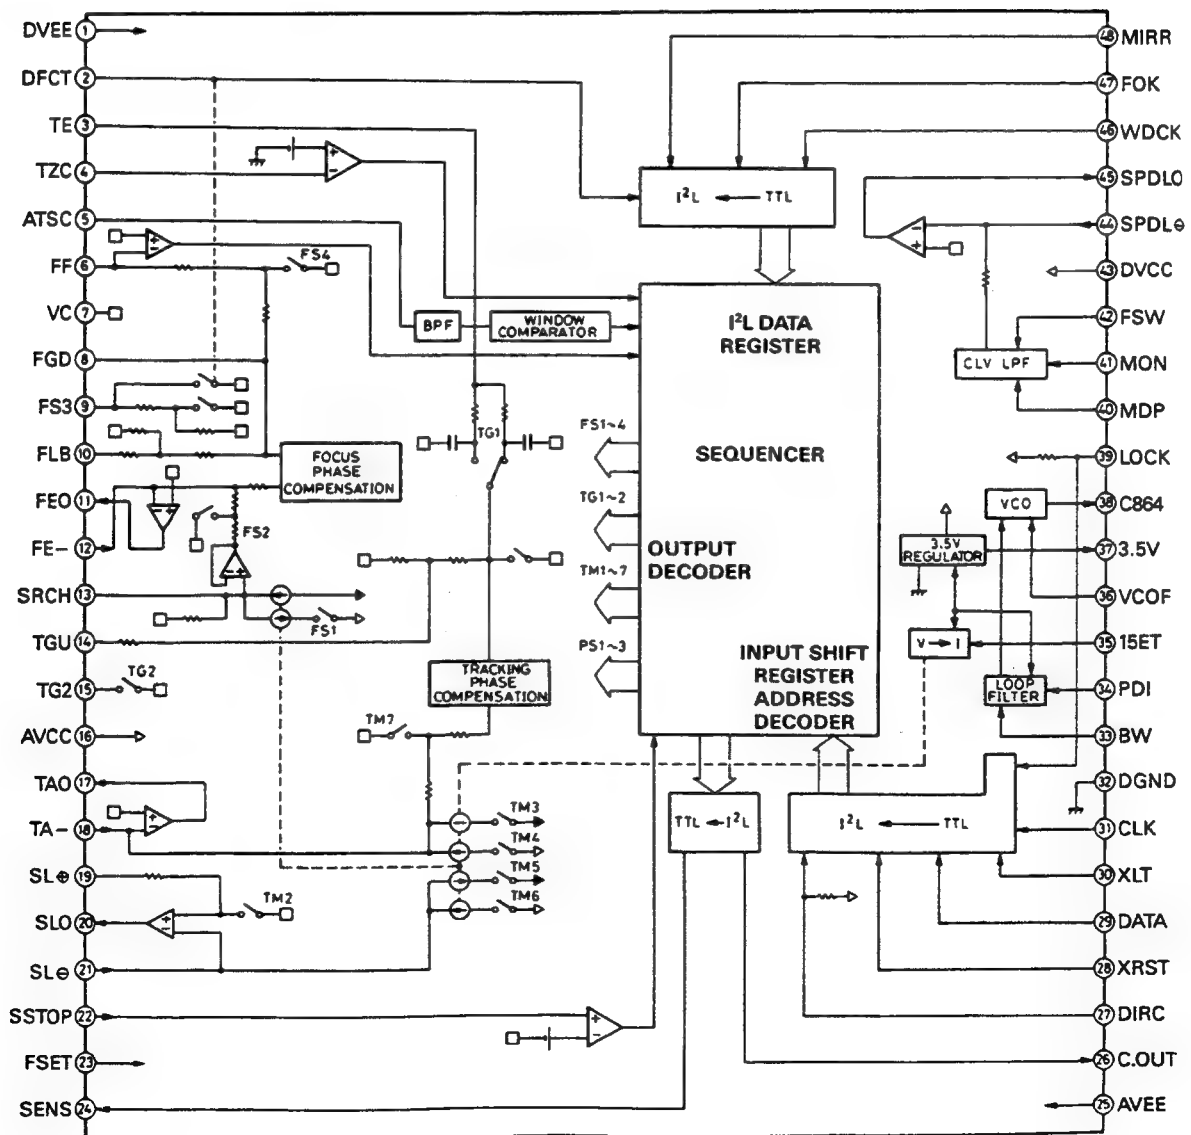 DVEE 1
DFCT 2
TE 3
TZC 4
ATSC 5
FF 6
VC 7
FGD 8
FS3 9
FLB 10
FEO 11
FE− 12
SRCH 13
TGU 14
TG2 15
AVCC 16
TAO 17
TA− 18
SL⊕ 19
SLO 20
SL⊖ 21
SSTOP 22
FSET 23
SENS 24
48 MIRR
47 FOK
46 WDCK
45 SPDLO
44 SPDL⊖
43 DVCC
42 FSW
41 MON
40 MDP
39 LOCK
38 C864
37 3.5V
36 VCOF
35 15ET
34 PDI
33 BW
32 DGND
31 CLK
30 XLT
29 DATA
28 XRST
27 DIRC
26 C.OUT
25 AVEE
I²L ← TTL
FS4
BPF
WINDOW
COMPARATOR
I²L DATA
REGISTER
CLV LPF
TG1
FS1~4
SEQUENCER
FOCUS
PHASE
COMPENSATION
TG1~2
VCO
FS2
OUTPUT
DECODER
3.5V
REGULATOR
TM1~7
FS1
V → I
PS1~3
INPUT SHIFT
REGISTER
ADDRESS
DECODER
TRACKING
PHASE
COMPENSATION
TG2
LOOP
FILTER
TM7
TM3
TTL ← I²L
I²L ← TTL
TM4
TM5
TM2
TM6